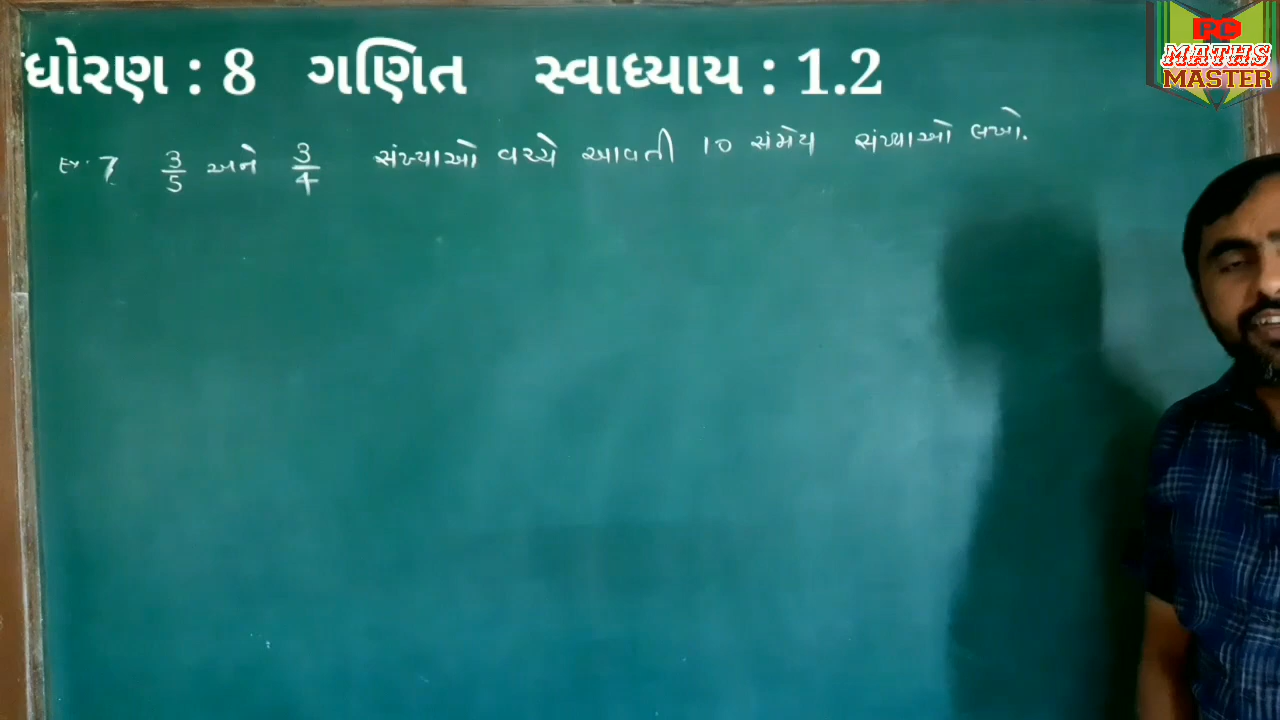 ધોરણ : 8 ગણિત સ્વાધ્યાય : 1.2
PC
MATHS
MASTER
7 3/5 અને 3/4 સંખ્યાઓ વચ્ચે આવતી 10 સંમેય સંખ્યાઓ લખો.